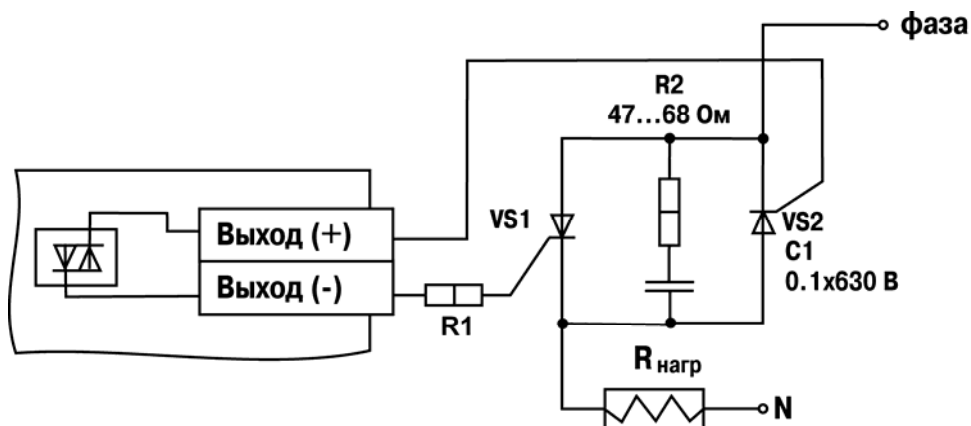 фаза
R2
47...68 Ом
VS1
VS2
C1
0.1x630 В
Выход (+)
Выход (-)
R1
R нагр
N